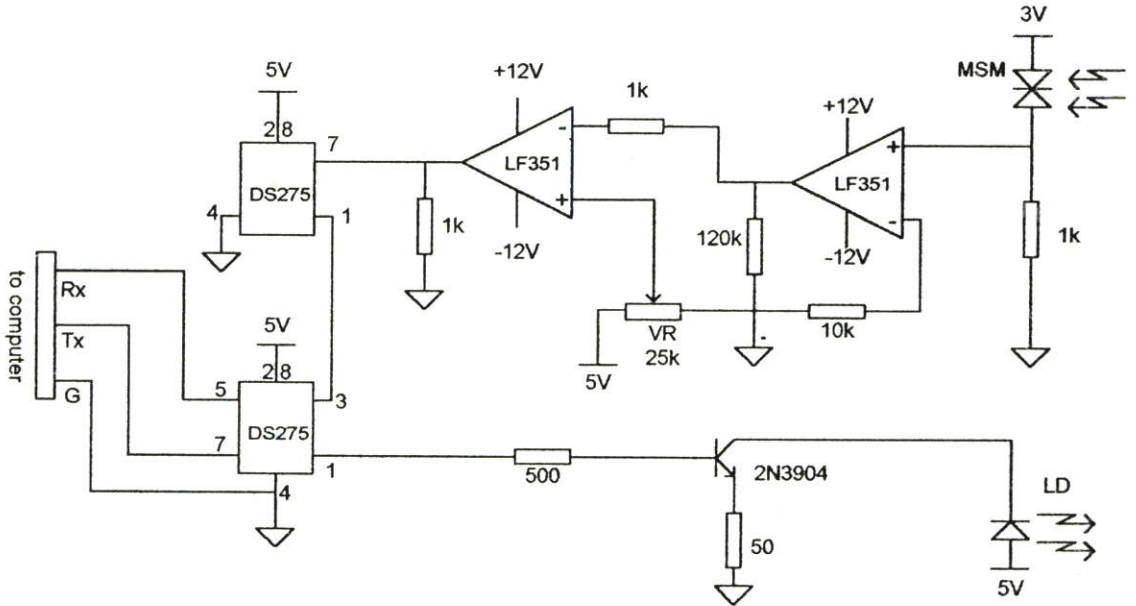 3V
MSM
5V
+12V
1k
+12V
2 8
7
-
+
LF351
LF351
DS275
+
-
4
1
1k
-12V
120k
-12V
1k
to computer
Rx
5V
VR
10k
Tx
25k
2 8
5V
G
5
3
DS275
7
1
500
2N3904
4
LD
50
5V